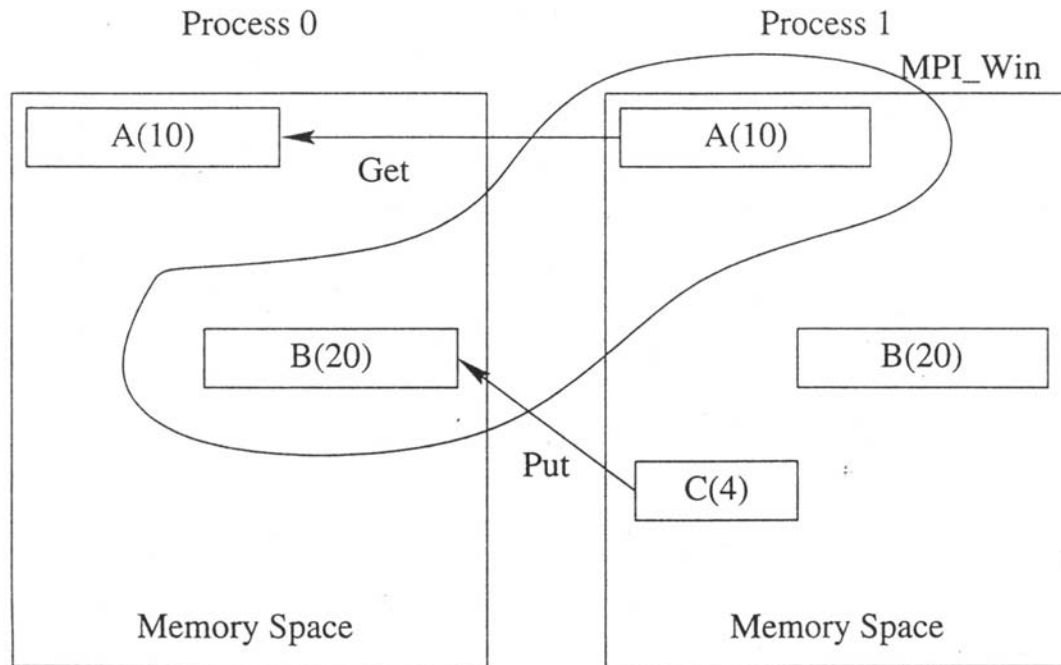 Process 0
Process 1
MPI_Win
A(10)
A(10)
Get
B(20)
B(20)
Put
C(4)
Memory Space
Memory Space